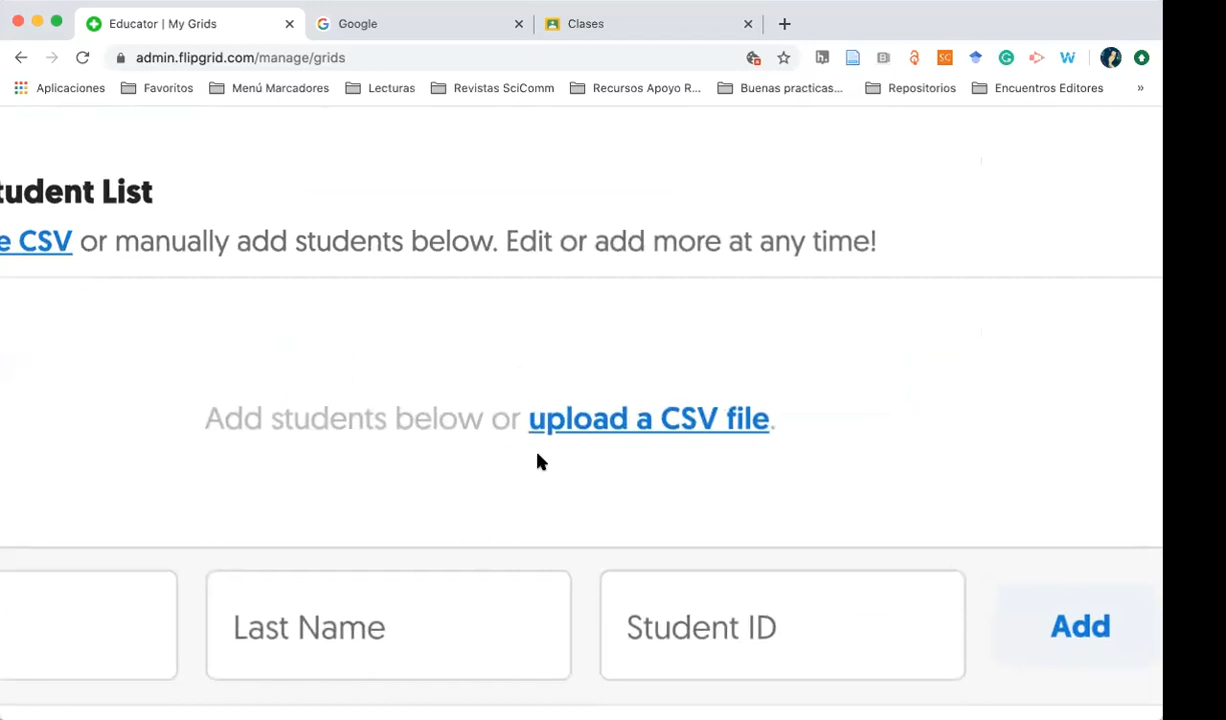 Educator | My Grids
Google
Clases
admin.flipgrid.com/manage/grids
Aplicaciones
Favoritos
Menú Marcadores
Lecturas
Revistas SciComm
Recursos Apoyo R...
Buenas practicas...
Repositorios
Encuentros Editores
»
tudent List
e CSV or manually add students below. Edit or add more at any time!
Add students below or upload a CSV file.
Last Name
Student ID
Add